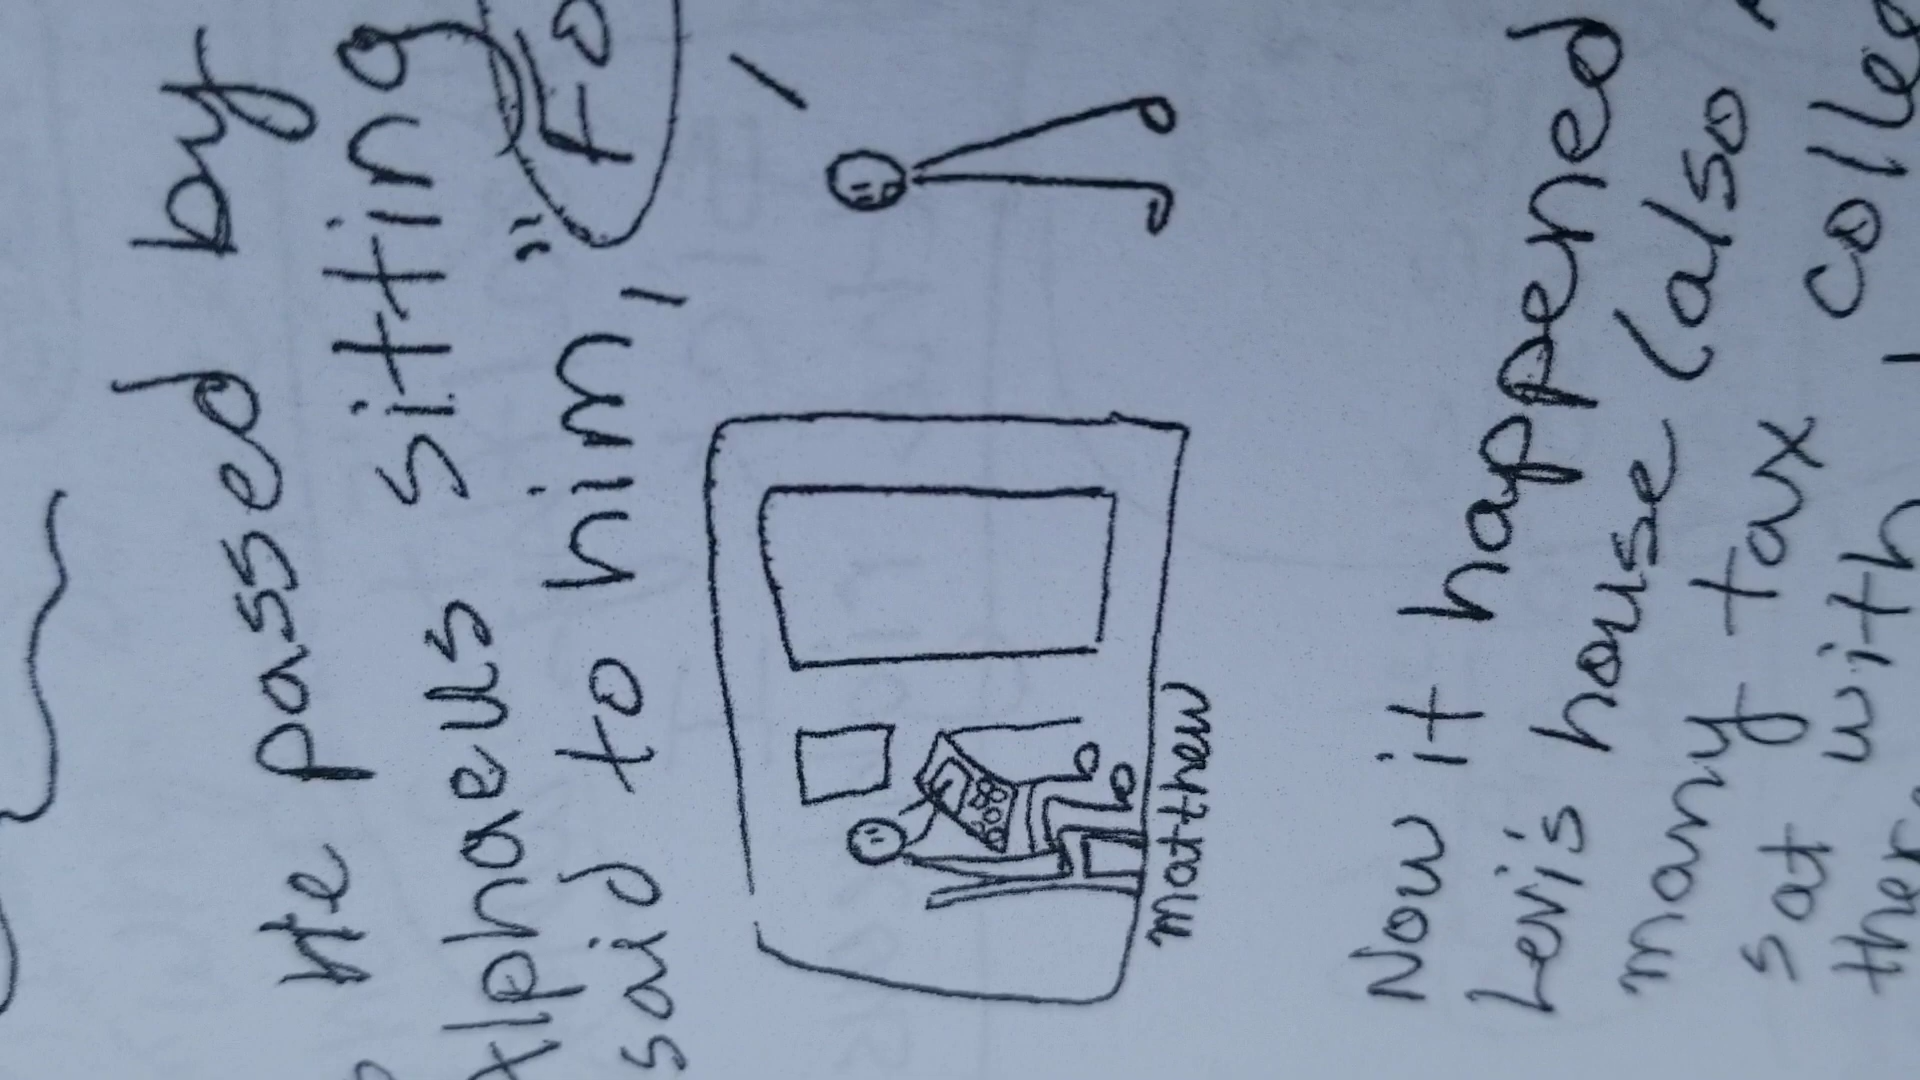 He passed by
Alphaeus sitting
said to him, "Fo
Matthew
Now it happened
Levi's house (also
many tax colle
sat with